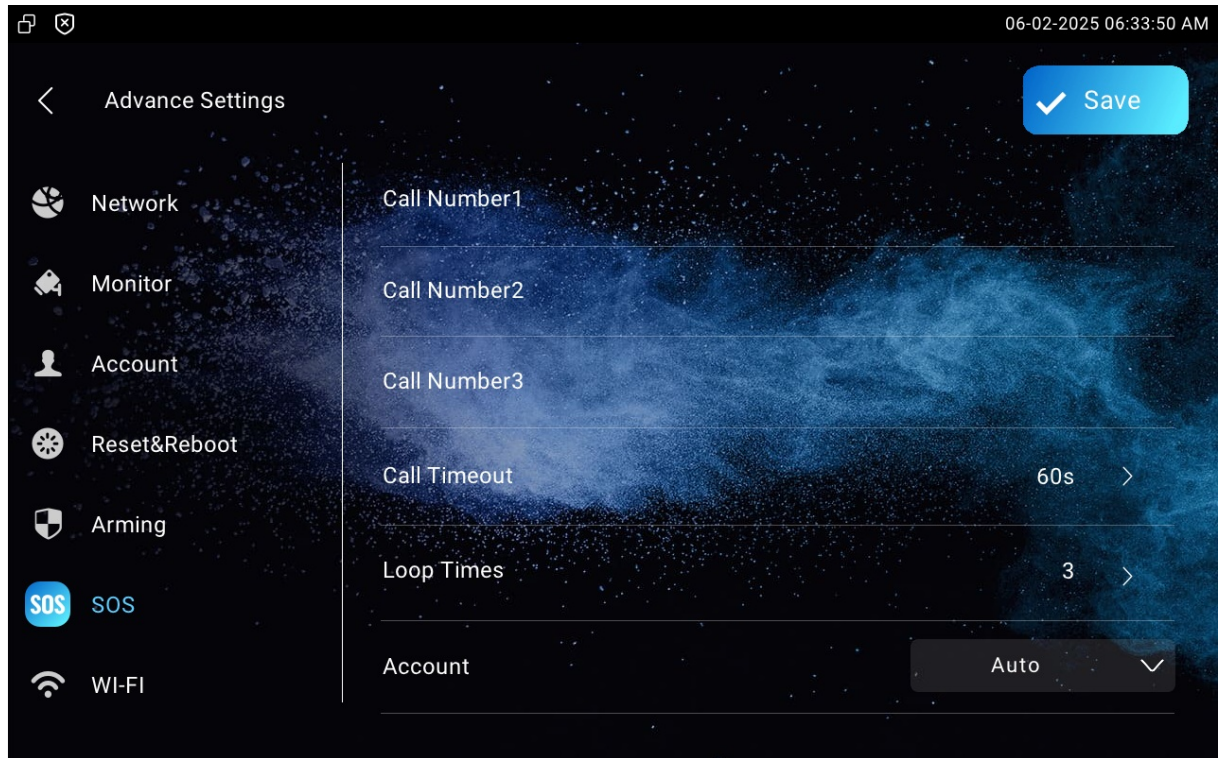 06-02-2025 06:33:50 AM
Advance Settings
Save
Network
Monitor
Account
Reset&Reboot
Arming
SOS SOS
WI-FI
Call Number1
Call Number2
Call Number3
Call Timeout 60s
Loop Times 3
Account Auto